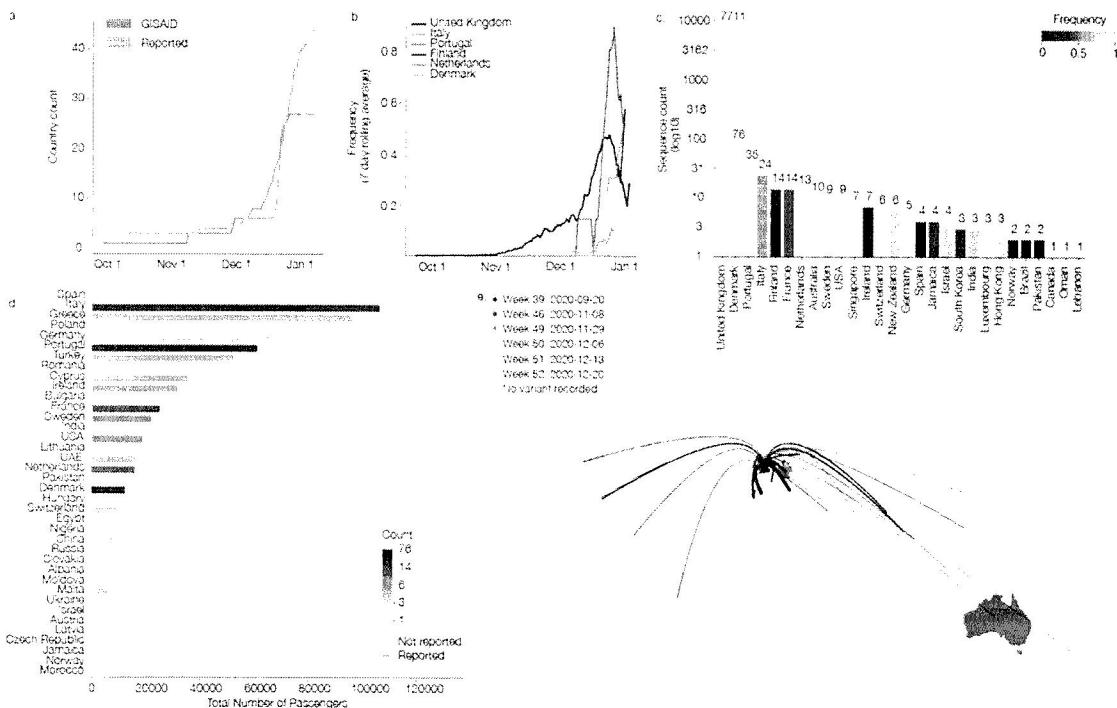 a
GISAID
Reported
Country count
40
30
20
10
0
Oct 1
Nov 1
Dec 1
Jan 1
b
United Kingdom
Italy
Portugal
Finland
Netherlands
Denmark
Frequency
(7 day rolling average)
0.8
0.6
0.4
0.2
Oct 1
Nov 1
Dec 1
Jan 1
c
Frequency
0 0.5 1
Sequence count
(log10)
10000
3162
1000
316
100
31
10
3
1
7711
76
35
24
14
14
13
10
9
9
7
7
6
6
5
4
4
4
3
3
3
3
2
2
2
1
1
1
United Kingdom
Denmark
Portugal
Italy
Finland
France
Netherlands
Australia
Sweden
USA
Singapore
Ireland
Switzerland
New Zealand
Germany
Spain
Jamaica
Israel
South Korea
India
Luxembourg
Hong Kong
Norway
Brazil
Pakistan
Canada
Oman
Lebanon
d
Spain
Italy
Greece
Poland
Germany
Portugal
Turkey
Romania
Cyprus
Ireland
Bulgaria
France
Sweden
India
USA
Lithuania
UAE
Netherlands
Pakistan
Denmark
Hungary
Switzerland
Egypt
Nigeria
China
Russia
Slovakia
Albania
Moldova
Malta
Ukraine
Israel
Austria
Latvia
Czech Republic
Jamaica
Norway
Morocco
0 20000 40000 60000 80000 100000 120000
Total Number of Passengers
Count
76
14
6
3
1
Not reported
Reported
e.
Week 39 2020-09-20
Week 46 2020-11-08
Week 49 2020-11-29
Week 50 2020-12-06
Week 51 2020-12-13
Week 52 2020-12-20
No variant recorded